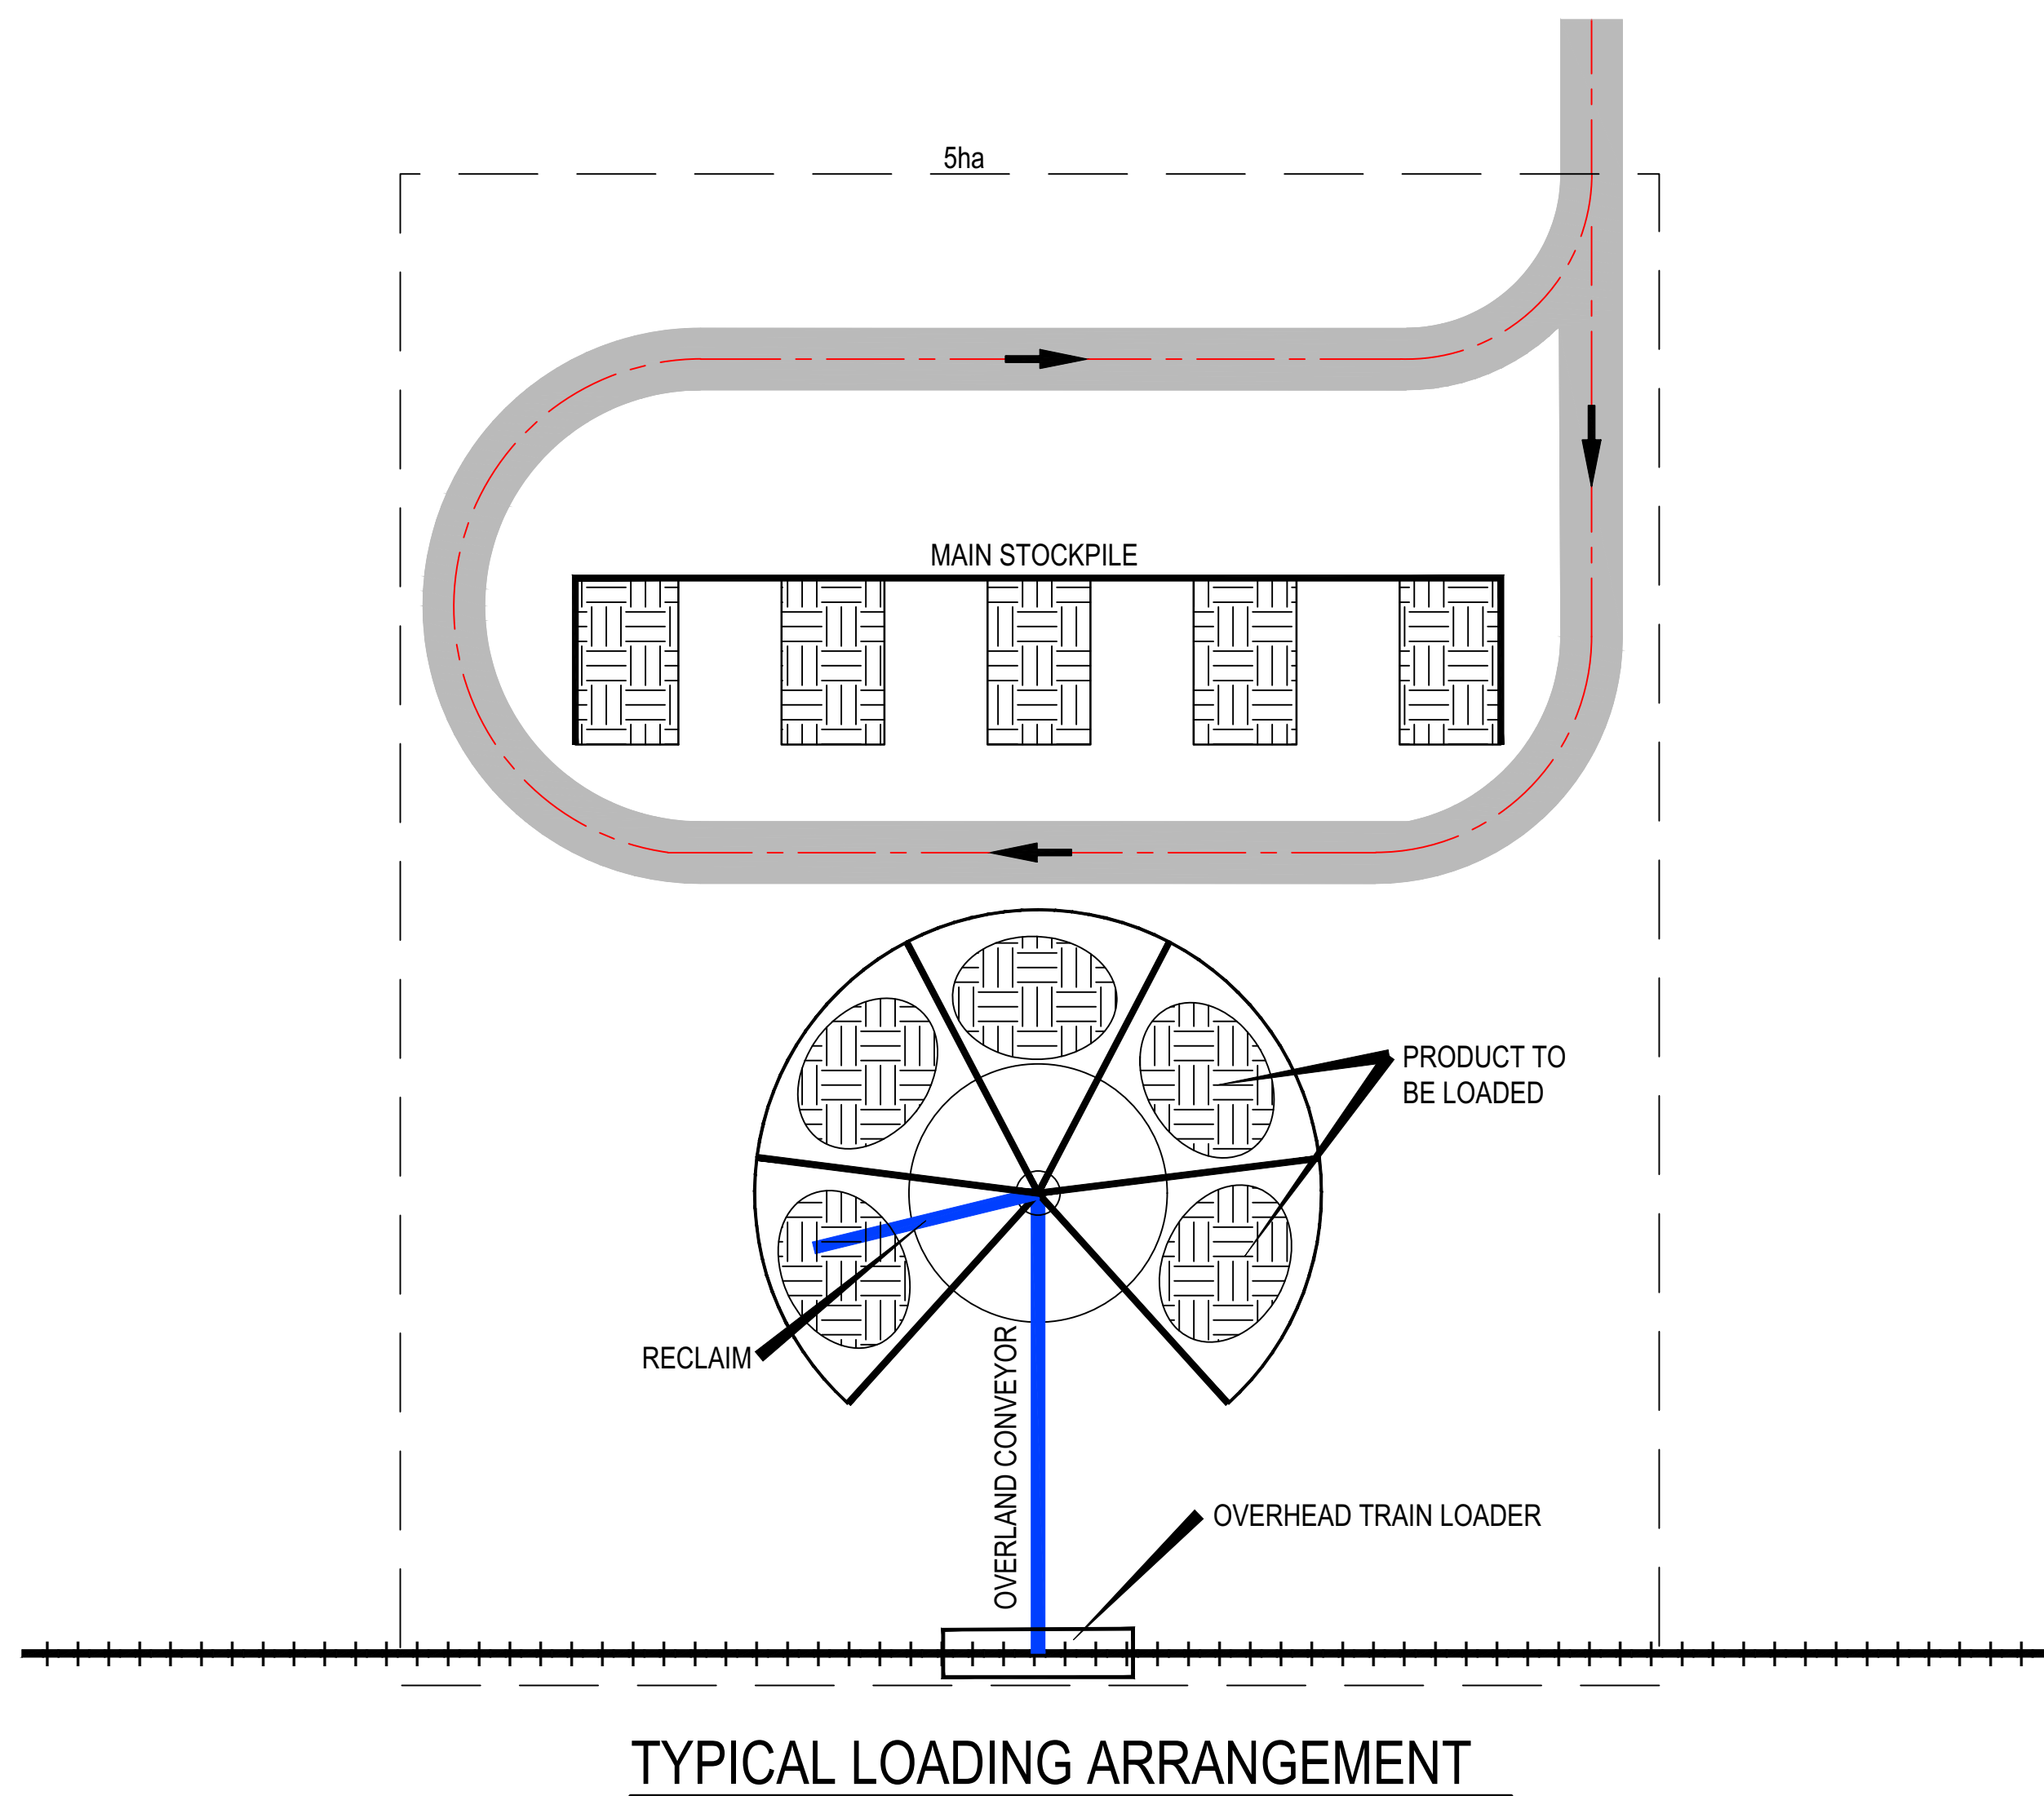 5ha
MAIN STOCKPILE
PRODUCT TO
BE LOADED
RECLAIM
OVERLAND CONVEYOR
OVERHEAD TRAIN LOADER
TYPICAL LOADING ARRANGEMENT